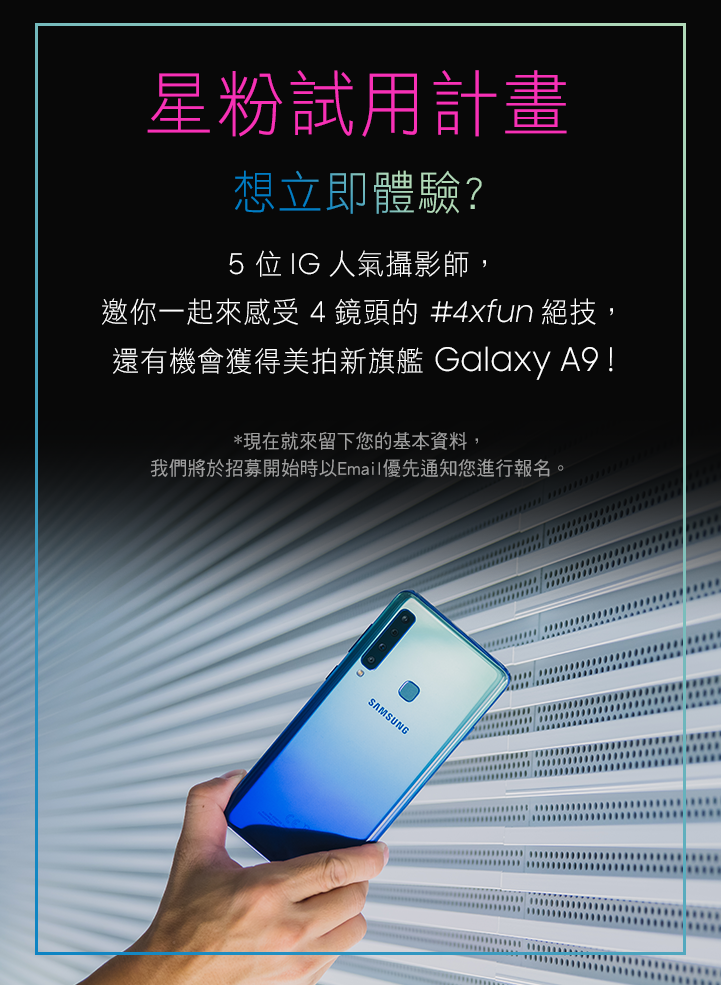 星粉試用計畫
想立即體驗?
5 位 IG 人氣攝影師，
邀你一起來感受 4 鏡頭的 #4xfun 絕技，
還有機會獲得美拍新旗艦 Galaxy A9!
*現在就來留下您的基本資料，
我們將於招募開始時以Email優先通知您進行報名。
SAMSUNG